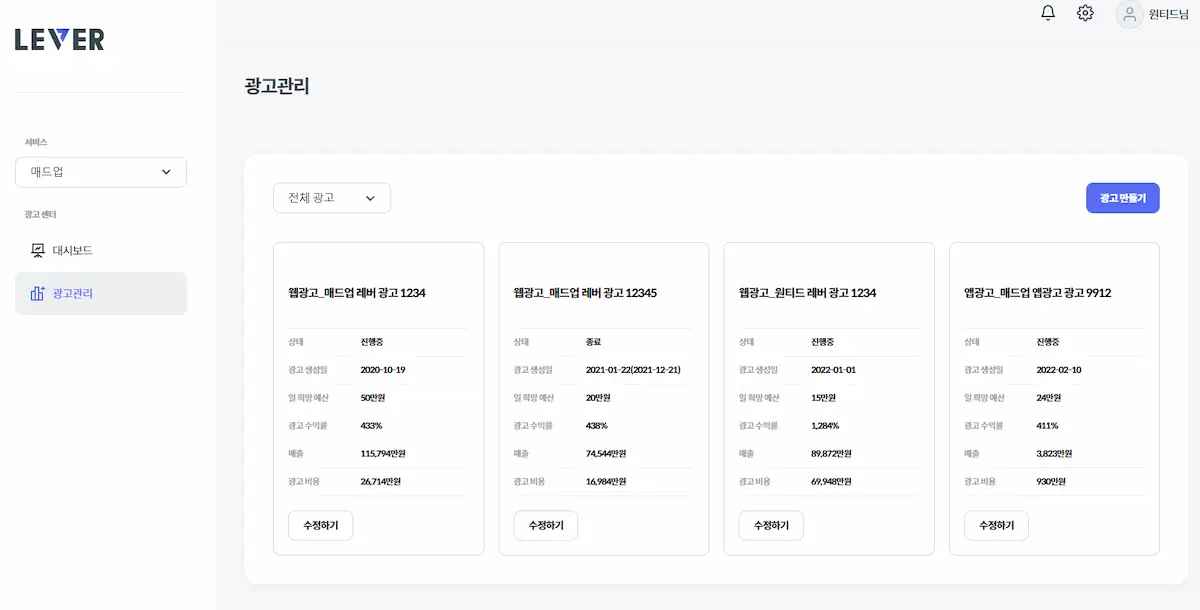 LEVER
원티드님
광고관리
서비스
매드업
광고 센터
대시보드
광고관리
전체 광고
광고 만들기
웹광고_매드업 레버 광고 1234
상태 진행중
광고 생성일 2020-10-19
일 희망 예산 50만원
광고 수익률 433%
매출 115,794만원
광고 비용 26,714만원
수정하기
웹광고_매드업 레버 광고 12345
상태 종료
광고 생성일 2021-01-22(2021-12-21)
일 희망 예산 20만원
광고 수익률 438%
매출 74,544만원
광고 비용 16,984만원
수정하기
웹광고_원티드 레버 광고 1234
상태 진행중
광고 생성일 2022-01-01
일 희망 예산 15만원
광고 수익률 1,284%
매출 89,872만원
광고 비용 69,948만원
수정하기
앱광고_매드업 앱광고 광고 9912
상태 진행중
광고 생성일 2022-02-10
일 희망 예산 24만원
광고 수익률 411%
매출 3,823만원
광고 비용 930만원
수정하기